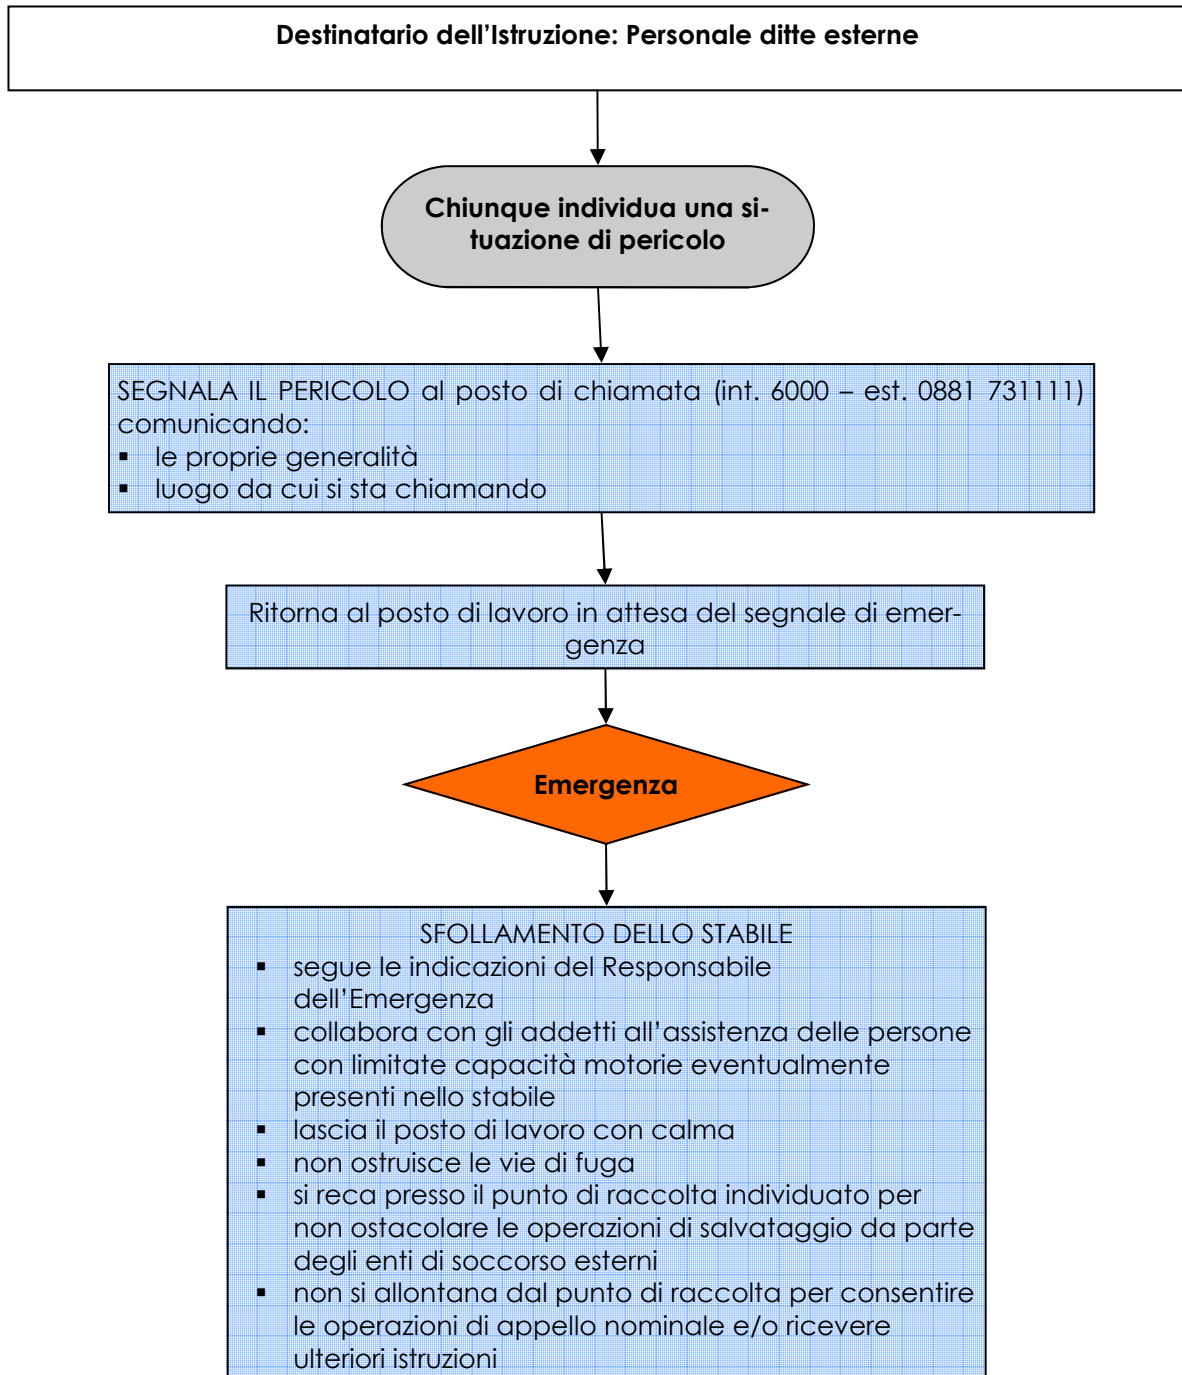 Destinatario dell’Istruzione: Personale ditte esterne
Chiunque individua una si-
tuazione di pericolo
SEGNALA IL PERICOLO al posto di chiamata (int. 6000 – est. 0881 731111)
comunicando:
▪ le proprie generalità
▪ luogo da cui si sta chiamando
Ritorna al posto di lavoro in attesa del segnale di emer-
genza
Emergenza
SFOLLAMENTO DELLO STABILE
▪ segue le indicazioni del Responsabile
dell’Emergenza
▪ collabora con gli addetti all’assistenza delle persone
con limitate capacità motorie eventualmente
presenti nello stabile
▪ lascia il posto di lavoro con calma
▪ non ostruisce le vie di fuga
▪ si reca presso il punto di raccolta individuato per
non ostacolare le operazioni di salvataggio da parte
degli enti di soccorso esterni
▪ non si allontana dal punto di raccolta per consentire
le operazioni di appello nominale e/o ricevere
ulteriori istruzioni